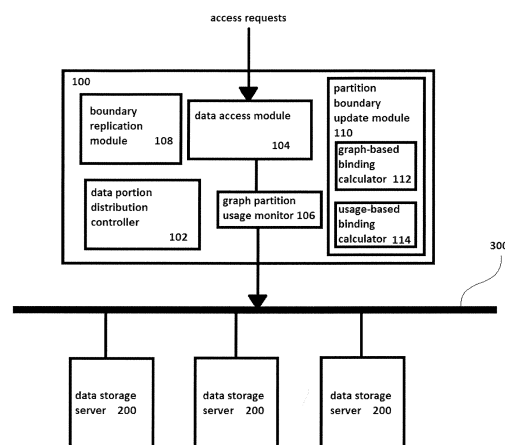 access requests
100
boundary
replication
module 108
data access module
104
partition
boundary
update module
110
graph-based
binding
calculator 112
usage-based
binding
calculator 114
data portion
distribution
controller
102
graph partition
usage monitor 106
300
data storage
server 200
data storage
server 200
data storage
server 200